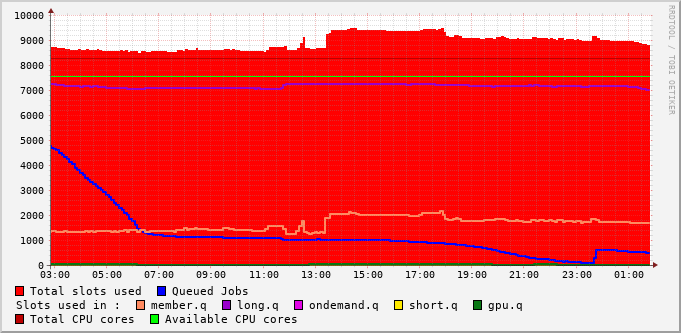 10000
9000
8000
7000
6000
5000
4000
3000
2000
1000
0
03:00 05:00 07:00 09:00 11:00 13:00 15:00 17:00 19:00 21:00 23:00 01:00
Total slots used Queued Jobs
Slots used in : member.q long.q ondemand.q short.q gpu.q
Total CPU cores Available CPU cores
RRDTOOL / TOBI OETIKER